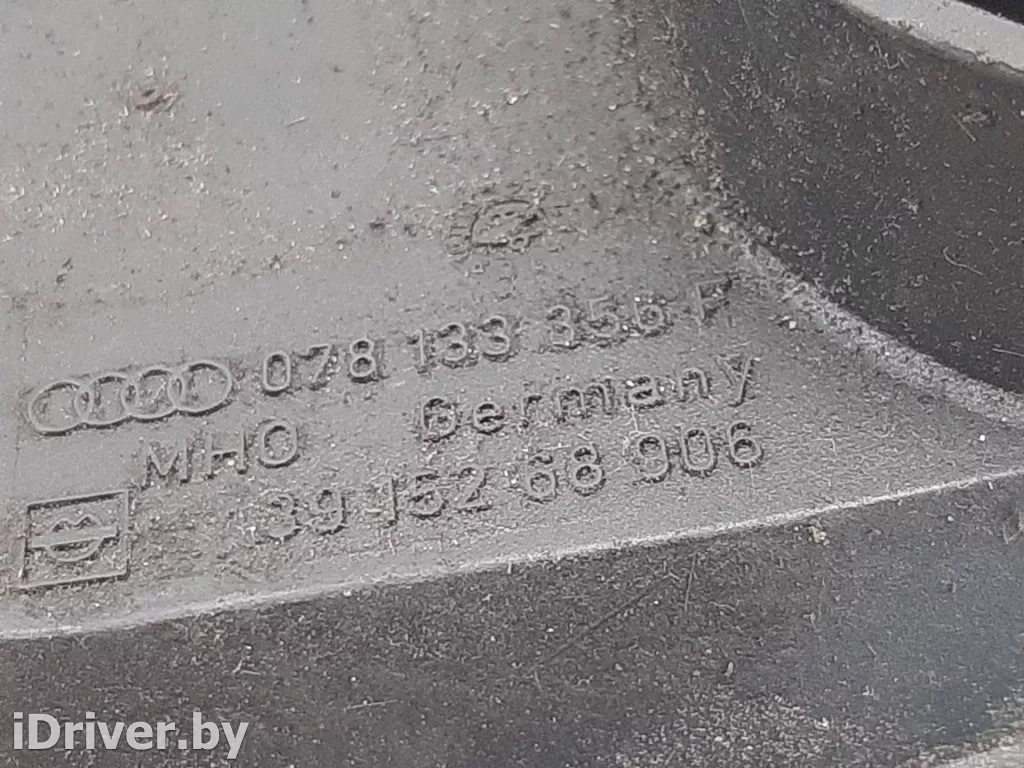 078 133 356 F
MHO Germany
39 152 68 906
iDriver.by